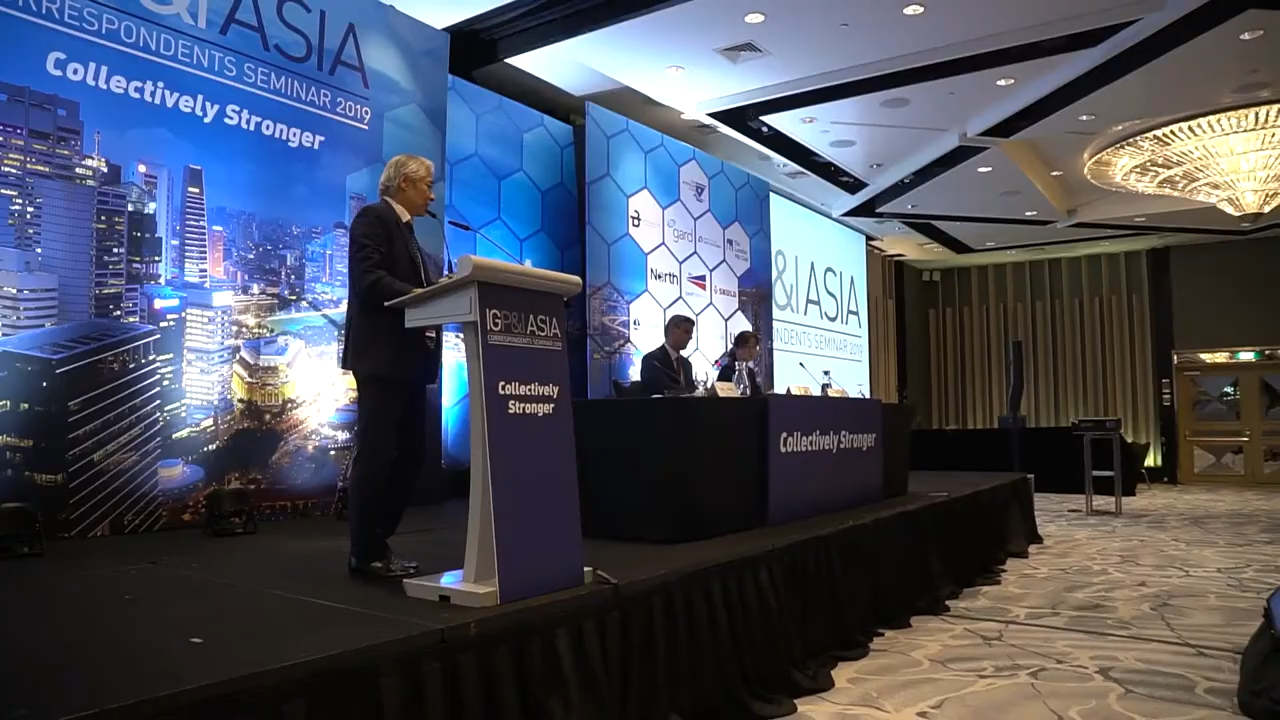 P&I ASIA
CORRESPONDENTS SEMINAR 2019
Collectively Stronger
IGP&I ASIA
CORRESPONDENTS SEMINAR 2019
Collectively
Stronger
B
gard
North
SKULD
&I ASIA
ONDENTS SEMINAR 2019
Collectively Stronger